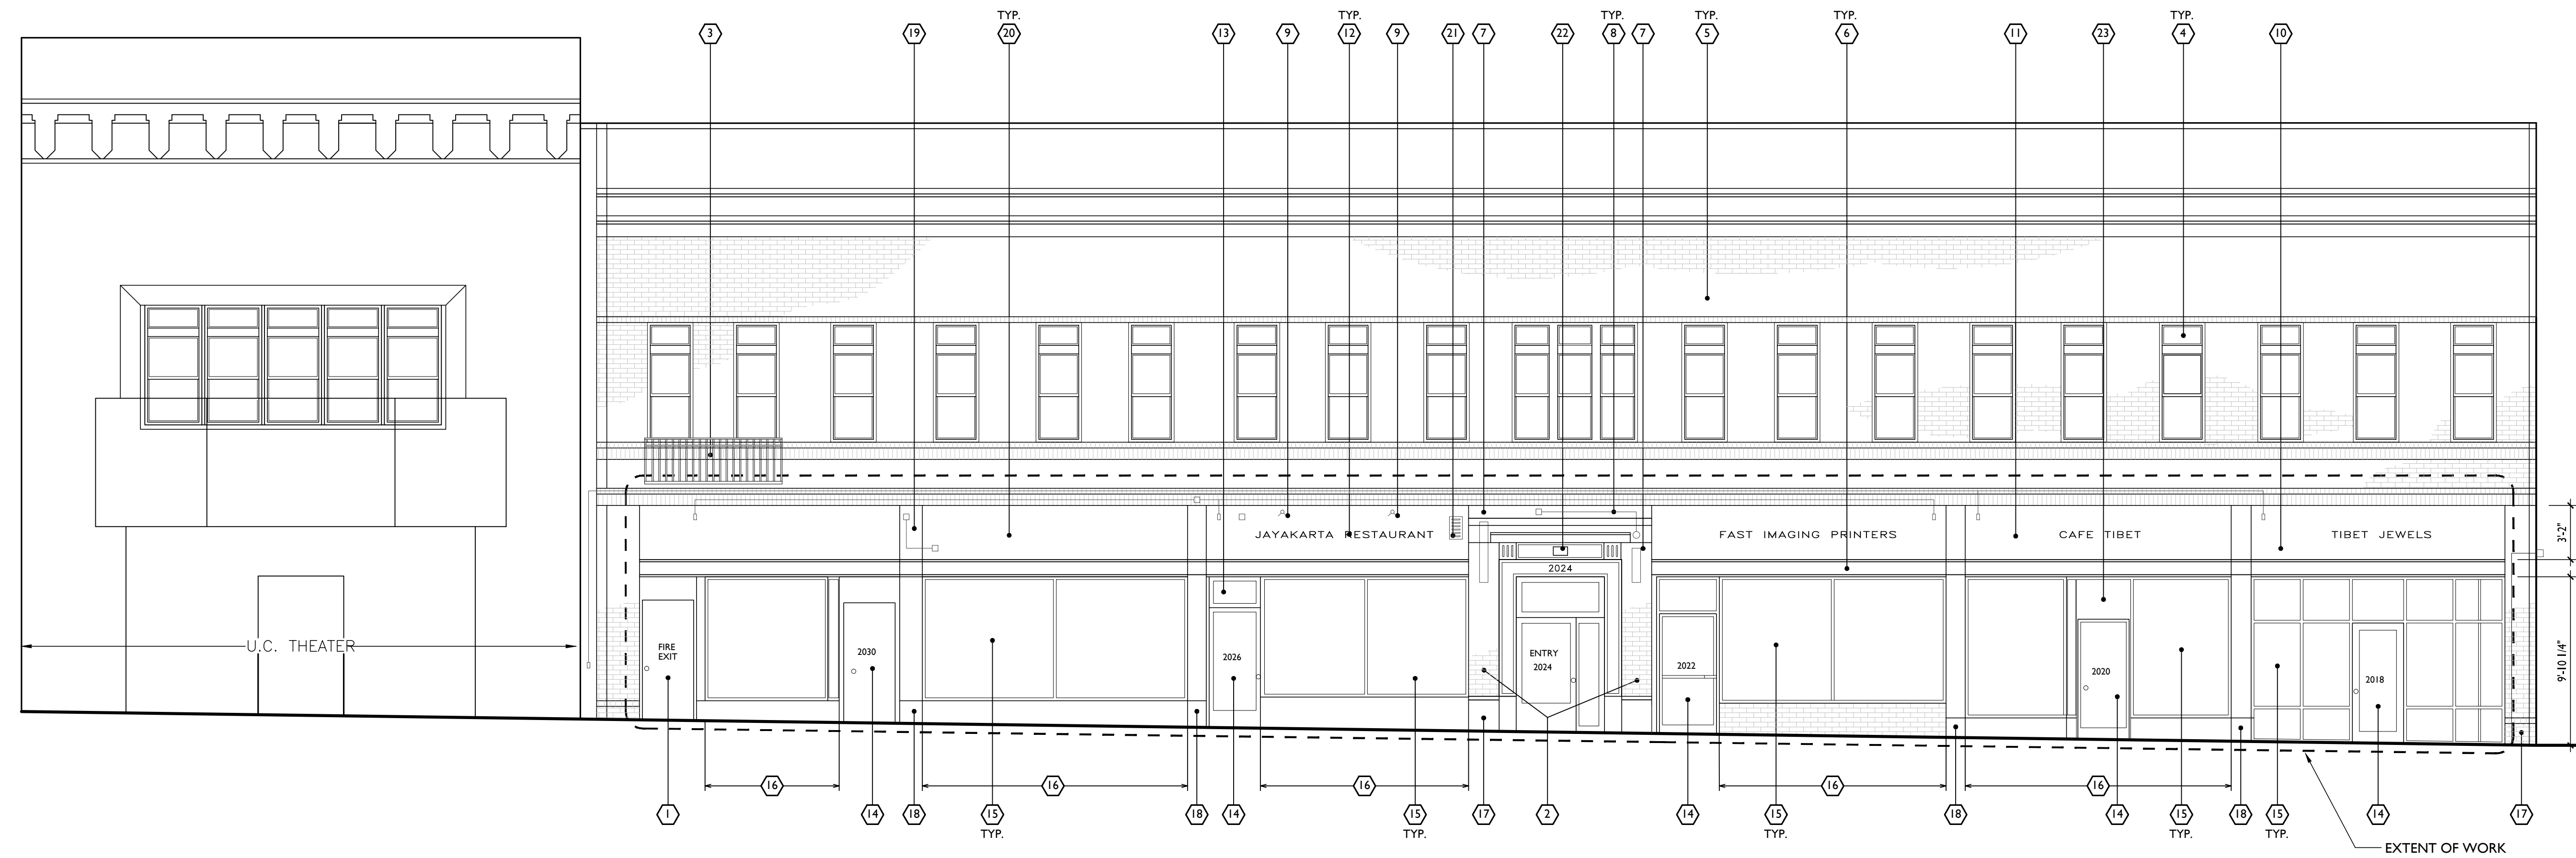 TYP. TYP. TYP. TYP. TYP. TYP.
3 19 20 13 9 12 9 21 7 22 8 7 5 6 11 23 4 10
JAYAKARTA RESTAURANT FAST IMAGING PRINTERS CAFE TIBET TIBET JEWELS
3'-2"
2024
9'-10 1/4"
U.C. THEATER
FIRE
EXIT
2030
2026
ENTRY
2024
2022
2020
2018
16 16 16 16 16
1 14 18 15 18 14 15 17 2 14 15 18 14 15 18 15 14 17
TYP. TYP. TYP. TYP. TYP.
EXTENT OF WORK